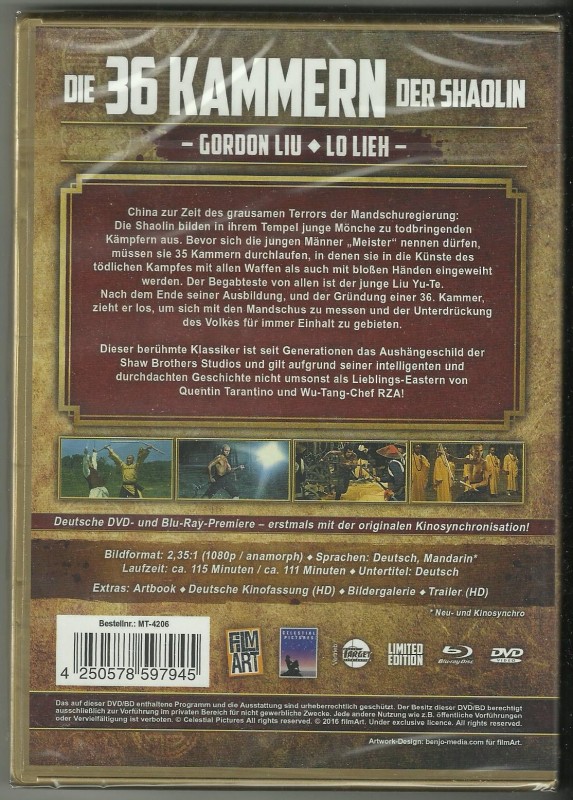 DIE 36 KAMMERN DER SHAOLIN
– GORDON LIU ◆ LO LIEH –
China zur Zeit des grausamen Terrors der Mandschuregierung:
Die Shaolin bilden in ihrem Tempel junge Mönche zu todbringenden
Kämpfern aus. Bevor sich die jungen Männer „Meister" nennen dürfen,
müssen sie 35 Kammern durchlaufen, in denen sie in die Künste des
tödlichen Kampfes mit allen Waffen als auch mit bloßen Händen eingeweiht
werden. Der Begabteste von allen ist der junge Liu Yu-Te.
Nach dem Ende seiner Ausbildung, und der Gründung einer 36. Kammer,
zieht er los, um sich mit den Mandschus zu messen und der Unterdrückung
des Volkes für immer Einhalt zu gebieten.
Dieser berühmte Klassiker ist seit Generationen das Aushängeschild der
Shaw Brothers Studios und gilt aufgrund seiner intelligenten und
durchdachten Geschichte nicht umsonst als Lieblings-Eastern von
Quentin Tarantino und Wu-Tang-Chef RZA!
Deutsche DVD- und Blu-Ray-Premiere – erstmals mit der originalen Kinosynchronisation!
Bildformat: 2,35:1 (1080p / anamorph) ◆ Sprachen: Deutsch, Mandarin*
Laufzeit: ca. 115 Minuten / ca. 111 Minuten ◆ Untertitel: Deutsch
Extras: Artbook ◆ Deutsche Kinofassung (HD) ◆ Bildergalerie ◆ Trailer (HD)
* Neu- und Kinosynchro
Bestellnr.: MT-4206
4 250578 597945
FILM ART
CELESTIAL PICTURES
TARGET
LIMITED EDITION
Blu-ray Disc
DVD VIDEO
Das auf dieser DVD/BD enthaltene Programm und die Ausstattung sind urheberrechtlich geschützt. Der Besitz dieser DVD/BD berechtigt
ausschließlich zur Vorführung im privaten Bereich für nicht gewerbliche Zwecke. Jede andere Nutzung wie z.B. öffentliche Vorführungen
oder Vervielfältigung ist verboten. © Celestial Pictures All rights reserved. © 2016 filmArt. Under exclusive licence. All rights reserved.
Artwork-Design: benjo-media.com für filmArt.